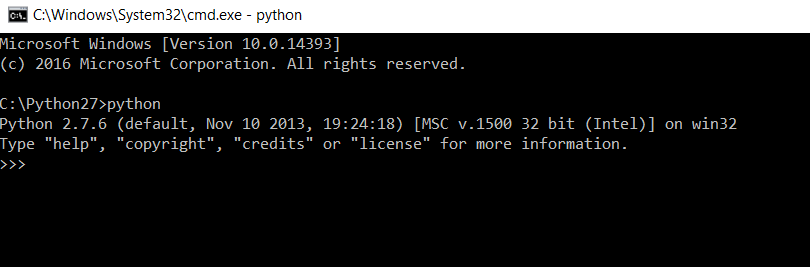 C:\Windows\System32\cmd.exe - python
Microsoft Windows [Version 10.0.14393]
(c) 2016 Microsoft Corporation. All rights reserved.
C:\Python27>python
Python 2.7.6 (default, Nov 10 2013, 19:24:18) [MSC v.1500 32 bit (Intel)] on win32
Type "help", "copyright", "credits" or "license" for more information.
>>>